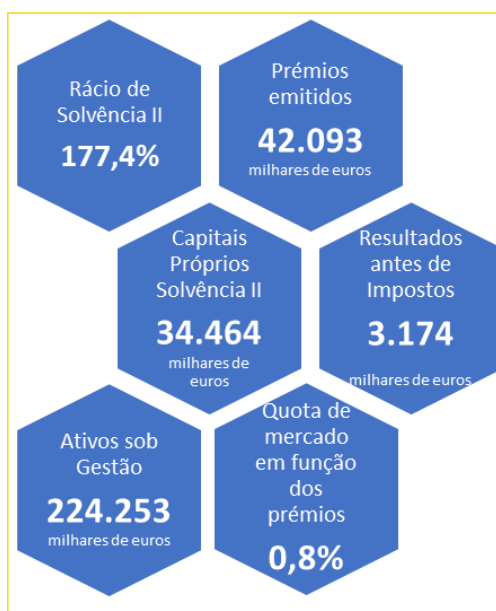 Rácio de
Solvência II
177,4%
Prémios
emitidos
42.093
milhares de euros
Capitais
Próprios
Solvência II
34.464
milhares de
euros
Resultados
antes de
Impostos
3.174
milhares de euros
Ativos sob
Gestão
224.253
milhares de euros
Quota de
mercado
em função
dos
prémios
0,8%